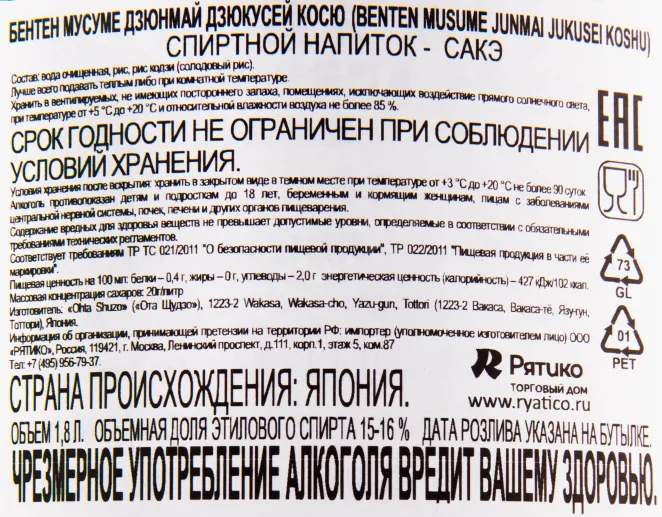 БЕНТЕН МУСУМЕ ДЗЮНМАЙ ДЗЮКУСЕЙ КОСЮ (BENTEN MUSUME JUNMAI JUKUSEI KOSHU)
СПИРТНОЙ НАПИТОК - САКЭ
Состав: вода очищенная, рис, рис кодзи (солодовый рис).
Лучше всего подавать теплым либо при комнатной температуре.
Хранить в вентилируемых, не имеющих постороннего запаха, помещениях, исключающих воздействие прямого солнечного света,
при температуре от +5 °С до +20 °С и относительной влажности воздуха не более 85 %.
EAC
СРОК ГОДНОСТИ НЕ ОГРАНИЧЕН ПРИ СОБЛЮДЕНИИ
УСЛОВИЙ ХРАНЕНИЯ.
Условия хранения после вскрытия: хранить в закрытом виде в темном месте при температуре от +3 °С до +20 °С не более 90 суток.
Алкоголь противопоказан детям и подросткам до 18 лет, беременным и кормящим женщинам, лицам с заболеваниями
центральной нервной системы, почек, печени и других органов пищеварения.
Содержание вредных для здоровья веществ не превышает допустимые уровни, определяемые в соответствии с обязательными
требованиями технических регламентов.
Соответствует требованиям ТР ТС 021/2011 "О безопасности пищевой продукции", ТР 022/2011 "Пищевая продукция в части её
маркировки".
Пищевая ценность на 100 мл: белки – 0,4 г, жиры – 0 г, углеводы – 2,0 г энергетическая ценность (калорийность) – 427 кДж/102 ккал.
Массовая концентрация сахаров: 20г/литр
Изготовитель: «Ohta Shuzo» («Ота Щудзо»), 1223-2 Wakasa, Wakasa-cho, Yazu-gun, Tottori (1223-2 Вакаса, Вакаса-тё, Язу-гун,
Тоттори), Япония.
Информация об организации, принимающей претензии на территории РФ: импортер (уполномоченное изготовителем лицо) ООО
«РЯТИКО», Россия, 119421, г. Москва, Ленинский проспект, д.111, корп.1, этаж 5, ком.87
Тел: +7 (495) 956-79-37.
73
GL
01
PET
Рятико
ТОРГОВЫЙ ДОМ
www.ryatico.ru
СТРАНА ПРОИСХОЖДЕНИЯ: ЯПОНИЯ.
ОБЪЕМ 1,8 Л. ОБЪЕМНАЯ ДОЛЯ ЭТИЛОВОГО СПИРТА 15-16 % ДАТА РОЗЛИВА УКАЗАНА НА БУТЫЛКЕ.
ЧРЕЗМЕРНОЕ УПОТРЕБЛЕНИЕ АЛКОГОЛЯ ВРЕДИТ ВАШЕМУ ЗДОРОВЬЮ.